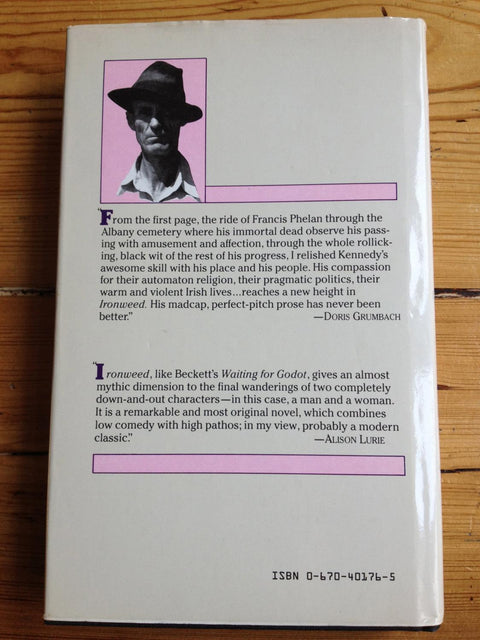 "From the first page, the ride of Francis Phelan through the
Albany cemetery where his immortal dead observe his pass-
ing with amusement and affection, through the whole rollick-
ing, black wit of the rest of his progress, I relished Kennedy's
awesome skill with his place and his people. His compassion
for their automaton religion, their pragmatic politics, their
warm and violent Irish lives...reaches a new height in
Ironweed. His madcap, perfect-pitch prose has never been
better." —DORIS GRUMBACH
"Ironweed, like Beckett's Waiting for Godot, gives an almost
mythic dimension to the final wanderings of two completely
down-and-out characters—in this case, a man and a woman.
It is a remarkable and most original novel, which combines
low comedy with high pathos; in my view, probably a modern
classic." —ALISON LURIE
ISBN 0-670-40176-5